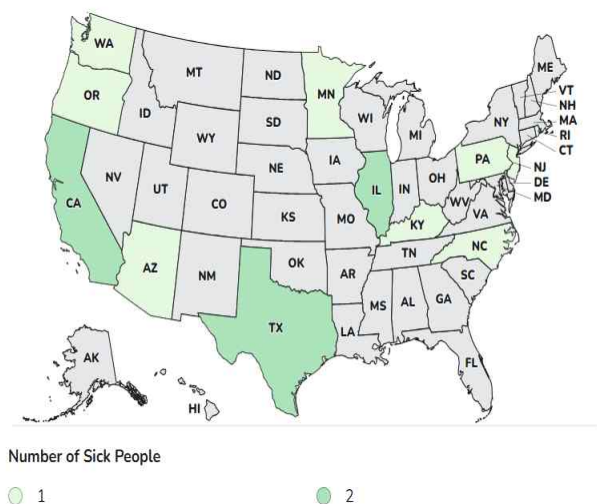 WA
MT
ND
MN
ME
VT
NH
MA
RI
CT
OR
ID
SD
WI
MI
NY
WY
IA
PA
NJ
DE
MD
NE
NV
UT
CO
IL
IN
OH
WV
VA
CA
KS
MO
KY
NC
TN
AZ
NM
OK
AR
SC
MS
AL
GA
TX
LA
FL
AK
HI
Number of Sick People
1
2